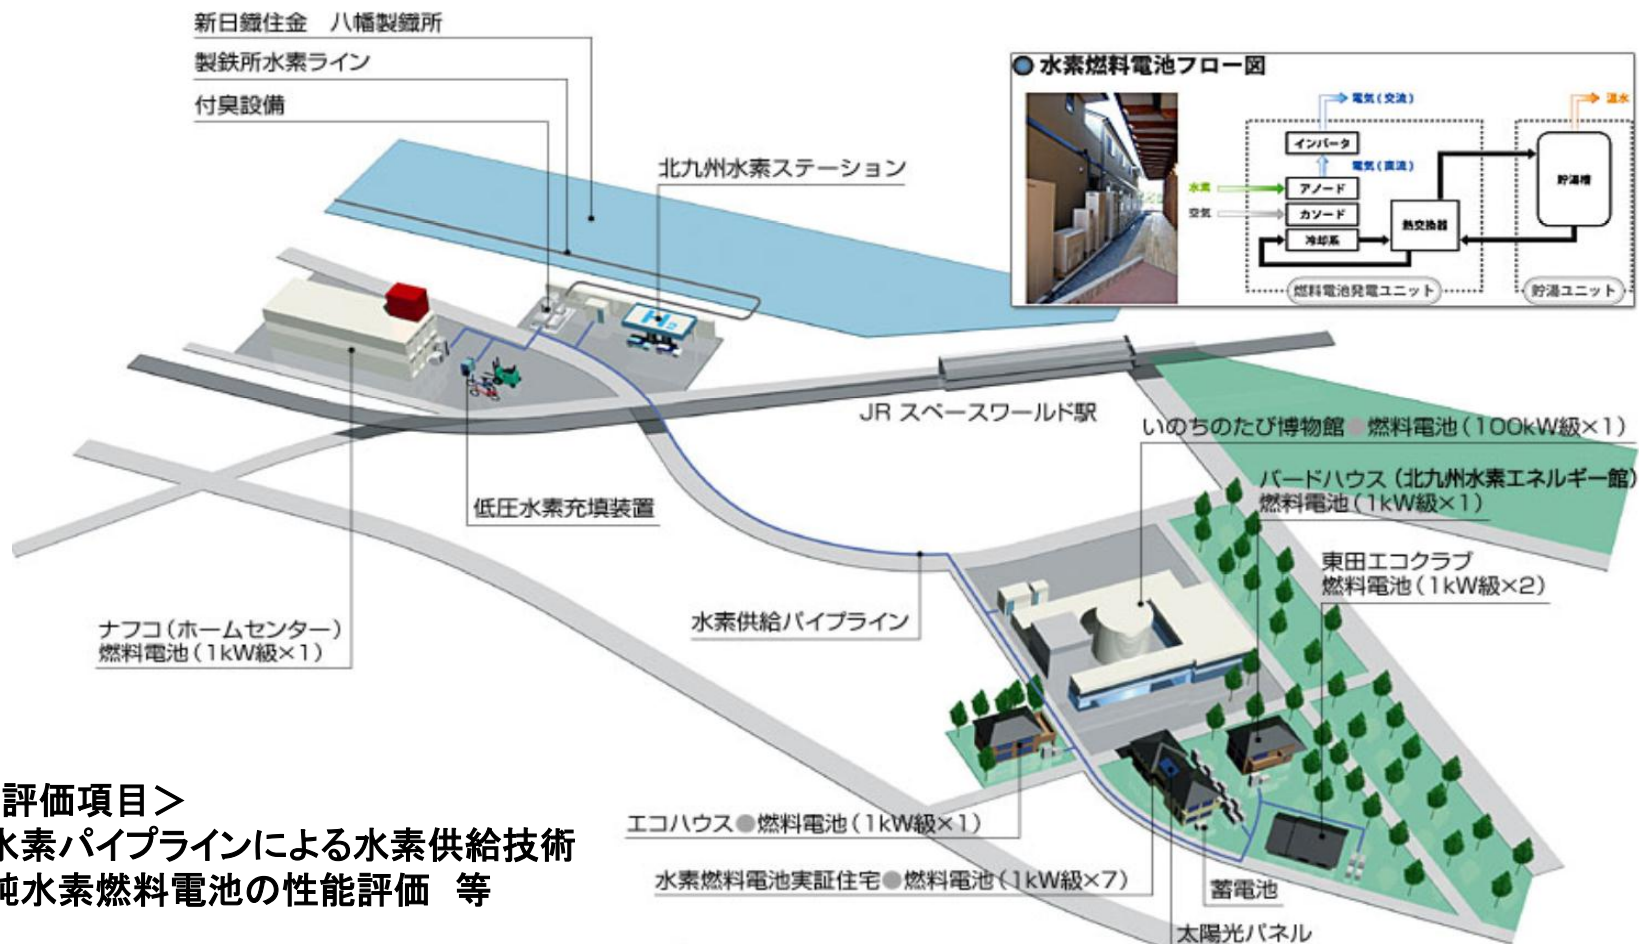 新日鐵住金　八幡製鐵所
製鉄所水素ライン
付臭設備
北九州水素ステーション
H2
水素燃料電池フロー図
電気(交流)
温水
インバータ
電気(直流)
水素
アノード
空気
カソード
冷却系
熱交換器
貯湯槽
燃料電池発電ユニット
貯湯ユニット
JR スペースワールド駅
いのちのたび博物館●燃料電池(100kW級×1)
バードハウス(北九州水素エネルギー館)
燃料電池(1kW級×1)
東田エコクラブ
燃料電池(1kW級×2)
低圧水素充填装置
水素供給パイプライン
ナフコ(ホームセンター)
燃料電池(1kW級×1)
エコハウス●燃料電池(1kW級×1)
水素燃料電池実証住宅●燃料電池(1kW級×7)
蓄電池
太陽光パネル
評価項目＞
水素パイプラインによる水素供給技術
純水素燃料電池の性能評価　等